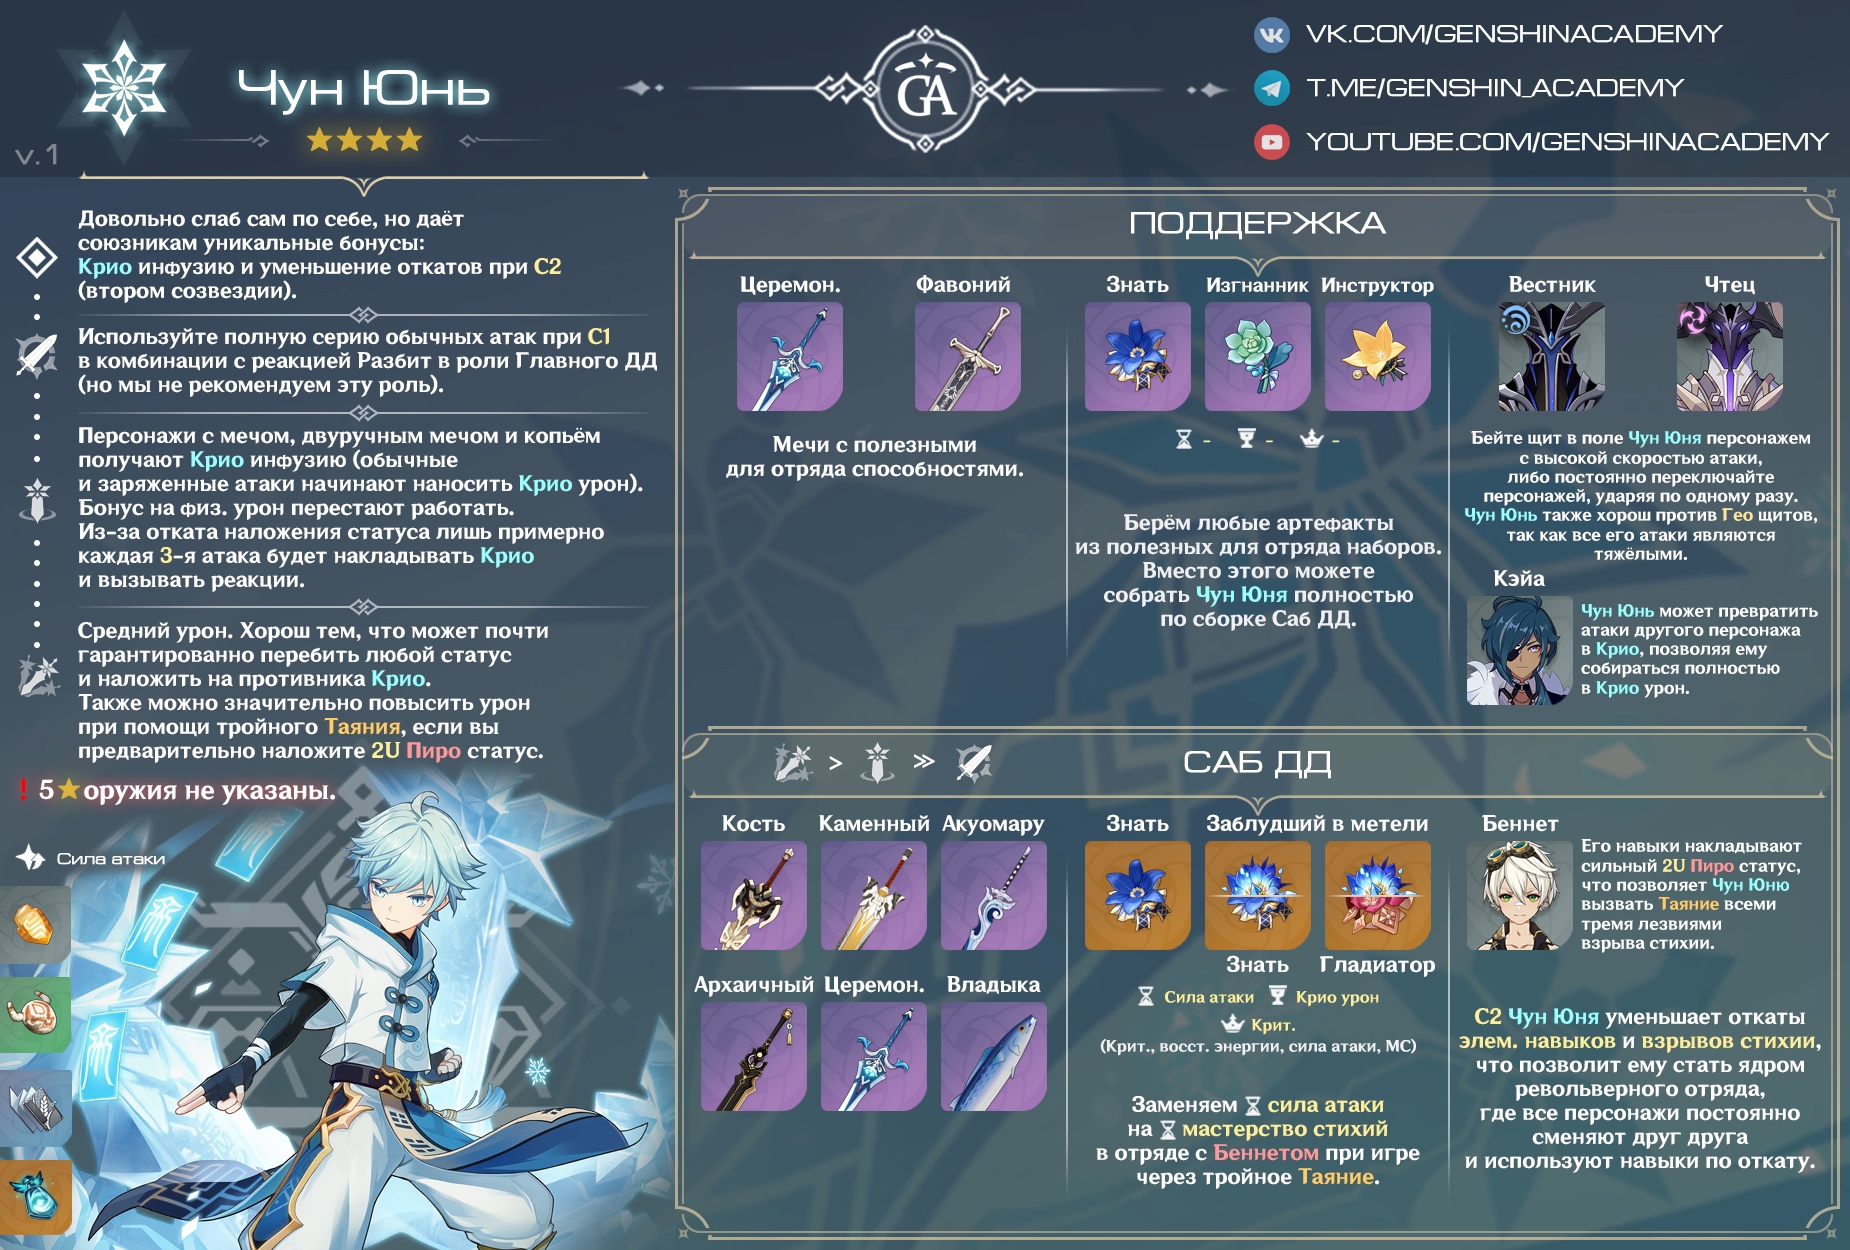 Чун Юнь
v.1
GA
VK.COM/GENSHINACADEMY
T.ME/GENSHIN_ACADEMY
YOUTUBE.COM/GENSHINACADEMY
Довольно слаб сам по себе, но даёт
союзникам уникальные бонусы:
Крио инфузию и уменьшение откатов при С2
(втором созвездии).
Используйте полную серию обычных атак при С1
в комбинации с реакцией Разбит в роли Главного ДД
(но мы не рекомендуем эту роль).
Персонажи с мечом, двуручным мечом и копьём
получают Крио инфузию (обычные
и заряженные атаки начинают наносить Крио урон).
Бонус на физ. урон перестают работать.
Из-за отката наложения статуса лишь примерно
каждая 3-я атака будет накладывать Крио
и вызывать реакции.
Средний урон. Хорош тем, что может почти
гарантированно перебить любой статус
и наложить на противника Крио.
Также можно значительно повысить урон
при помощи тройного Таяния, если вы
предварительно наложите 2U Пиро статус.
! 5 оружия не указаны.
Сила атаки
ПОДДЕРЖКА
Церемон. Фавоний
Мечи с полезными
для отряда способностями.
Знать Изгнанник Инструктор
- - -
Берём любые артефакты
из полезных для отряда наборов.
Вместо этого можете
собрать Чун Юня полностью
по сборке Саб ДД.
Вестник Чтец
Бейте щит в поле Чун Юня персонажем
с высокой скоростью атаки,
либо постоянно переключайте
персонажей, ударяя по одному разу.
Чун Юнь также хорош против Гео щитов,
так как все его атаки являются
тяжёлыми.
Кэйа
Чун Юнь может превратить
атаки другого персонажа
в Крио, позволяя ему
собираться полностью
в Крио урон.
> >>
САБ ДД
Кость Каменный Акуомару
Архаичный Церемон. Владыка
Знать Заблудший в метели
Знать Гладиатор
Сила атаки Крио урон
Крит.
(Крит., восст. энергии, сила атаки, МС)
Заменяем сила атаки
на мастерство стихий
в отряде с Беннетом при игре
через тройное Таяние.
Беннет
Его навыки накладывают
сильный 2U Пиро статус,
что позволяет Чун Юню
вызвать Таяние всеми
тремя лезвиями
взрыва стихии.
С2 Чун Юня уменьшает откаты
элем. навыков и взрывов стихии,
что позволит ему стать ядром
револьверного отряда,
где все персонажи постоянно
сменяют друг друга
и используют навыки по откату.